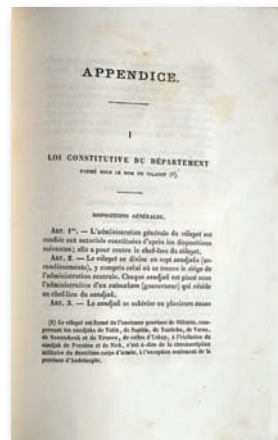 APPENDICE.
I
LOI CONSTITUTIVE DU DÉPARTEMENT
FORMÉ SOUS LE NOM DE VILAYET (1).
DISPOSITIONS GÉNÉRALES.
ART. 1er. — L'administration générale du vilayet est
confiée aux autorités constituées d'après les dispositions
suivantes; elle a pour centre le chef-lieu du vilayet.
ART. 2. — Le vilayet se divise en sept sandjaks (ar-
rondissements), y compris celui où se trouve le siége de
l'administration centrale. Chaque sandjak est placé sous
l'administration d'un caïmakam (gouverneur) qui réside
au chef-lieu du sandjak.
ART. 3. — Le sandjak se subdivise en plusieurs cazas
(1) Ce vilayet est formé de l'ancienne province de Silistrie, com-
prenant les sandjaks de Vidin, de Sophia, de Toultcha, de Varna,
de Roustchouk et de Tirnova, de celles d'Uskup, à l'exclusion du
sandjak de Prestina et de Nich, c'est-à-dire de la circonscription
militaire du deuxième corps d'armée, à l'exception seulement de la
province d'Andrinople.